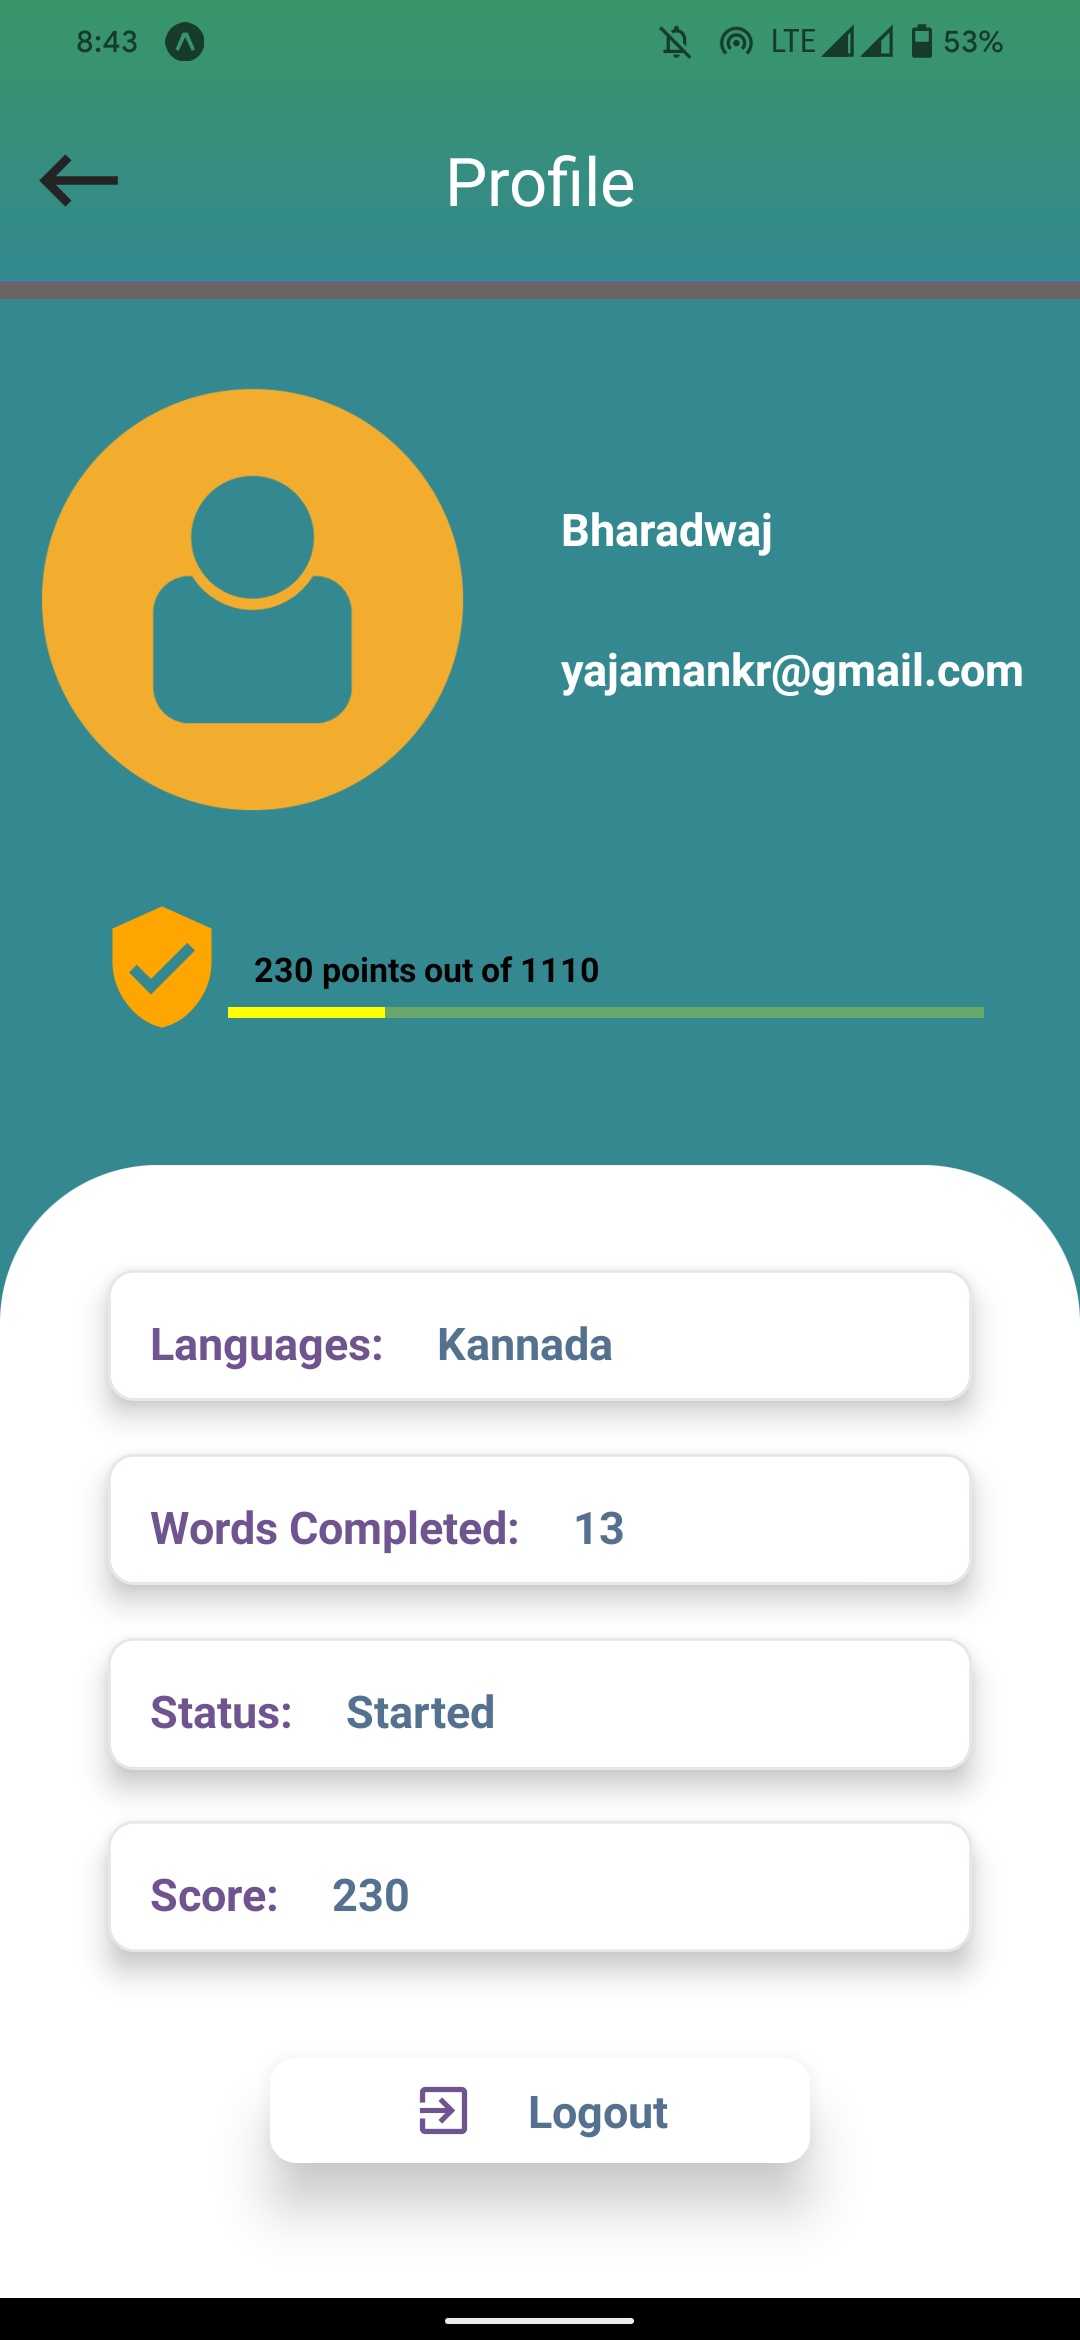 8:43 LTE 53%
Profile
Bharadwaj
yajamankr@gmail.com
230 points out of 1110
Languages: Kannada
Words Completed: 13
Status: Started
Score: 230
Logout